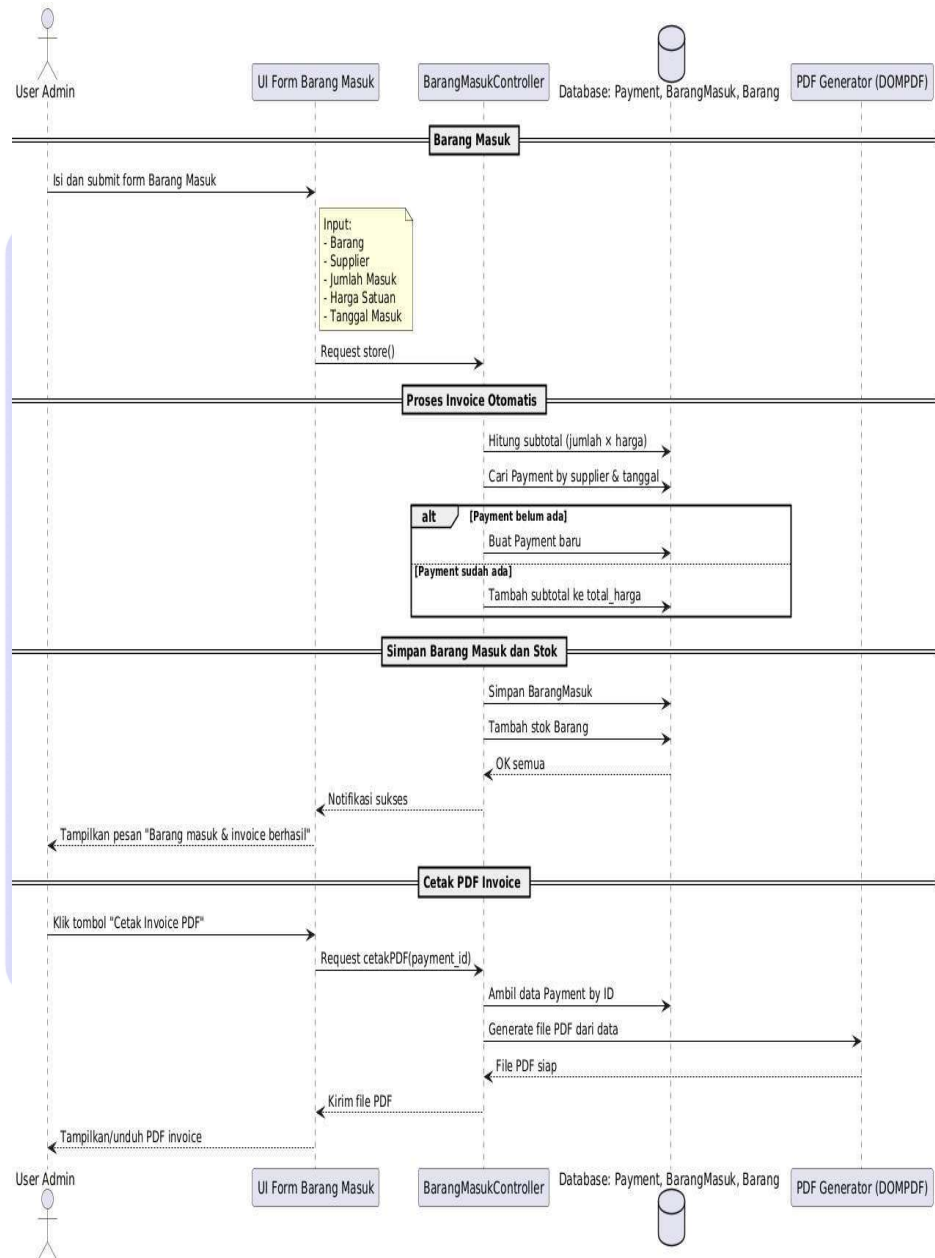 User Admin
UI Form Barang Masuk
BarangMasukController
Database: Payment, BarangMasuk, Barang
PDF Generator (DOMPDF)
Barang Masuk
Isi dan submit form Barang Masuk
Input:
- Barang
- Supplier
- Jumlah Masuk
- Harga Satuan
- Tanggal Masuk
Request store()
Proses Invoice Otomatis
Hitung subtotal (jumlah × harga)
Cari Payment by supplier & tanggal
alt [Payment belum ada]
Buat Payment baru
[Payment sudah ada]
Tambah subtotal ke total_harga
Simpan Barang Masuk dan Stok
Simpan BarangMasuk
Tambah stok Barang
OK semua
Notifikasi sukses
Tampilkan pesan "Barang masuk & invoice berhasil"
Cetak PDF Invoice
Klik tombol "Cetak Invoice PDF"
Request cetakPDF(payment_id)
Ambil data Payment by ID
Generate file PDF dari data
File PDF siap
Kirim file PDF
Tampilkan/unduh PDF invoice
User Admin
UI Form Barang Masuk
BarangMasukController
Database: Payment, BarangMasuk, Barang
PDF Generator (DOMPDF)